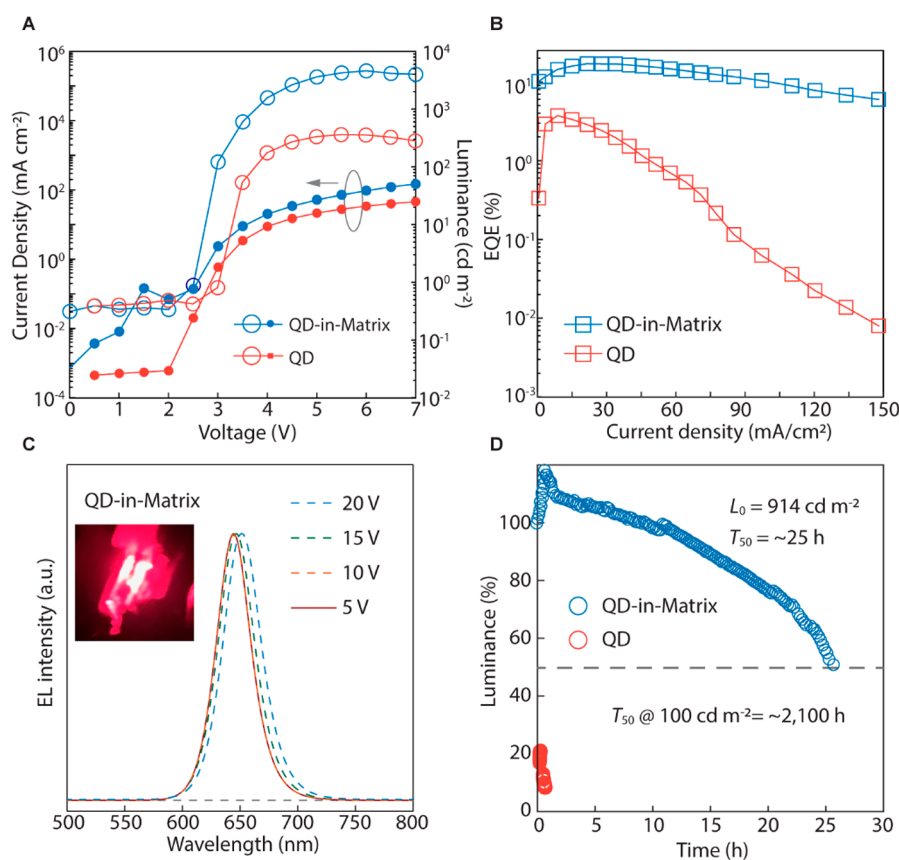 A
Current Density (mA cm⁻²)
10⁶
10⁴
10²
10⁰
10⁻²
10⁻⁴
10⁴
10³
10²
10¹
10⁰
10⁻¹
10⁻²
Luminance (cd m⁻²)
QD-in-Matrix
QD
0 1 2 3 4 5 6 7
Voltage (V)
B
EQE (%)
10¹
10⁰
10⁻¹
10⁻²
10⁻³
QD-in-Matrix
QD
0 30 60 90 120 150
Current density (mA/cm²)
C
EL intensity (a.u.)
QD-in-Matrix
20 V
15 V
10 V
5 V
500 550 600 650 700 750 800
Wavelength (nm)
D
Luminance (%)
100
80
60
40
20
0
L₀ = 914 cd m⁻²
T₅₀ = ~25 h
QD-in-Matrix
QD
T₅₀ @ 100 cd m⁻²= ~2,100 h
0 5 10 15 20 25 30
Time (h)